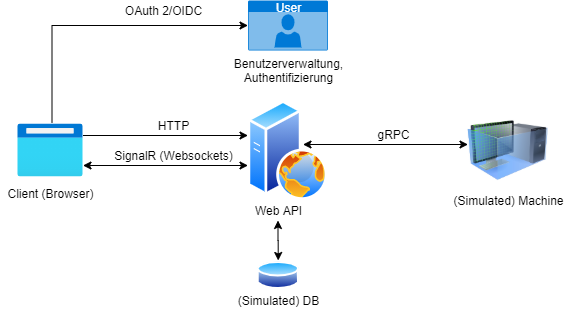 OAuth 2/OIDC
User
Benutzerverwaltung,
Authentifizierung
HTTP
SignalR (Websockets)
gRPC
Client (Browser)
Web API
(Simulated) Machine
(Simulated) DB